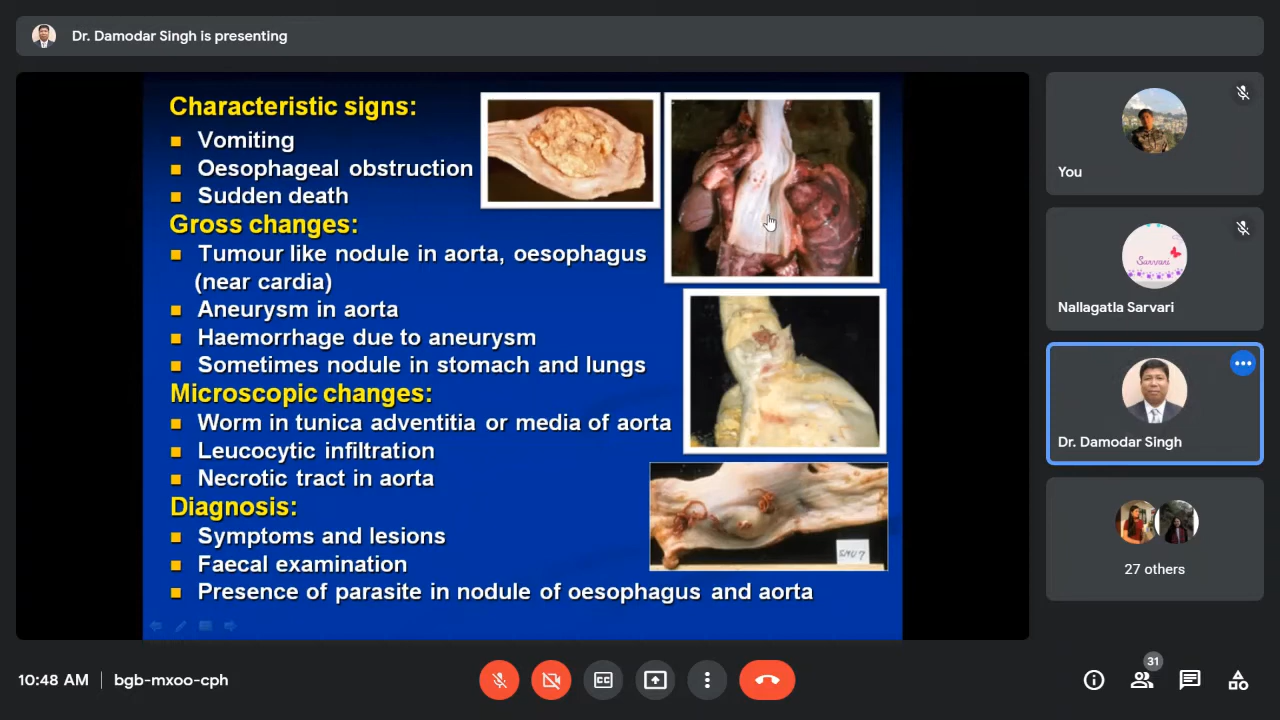 Dr. Damodar Singh is presenting
Characteristic signs:
Vomiting
Oesophageal obstruction
Sudden death
Gross changes:
Tumour like nodule in aorta, oesophagus
(near cardia)
Aneurysm in aorta
Haemorrhage due to aneurysm
Sometimes nodule in stomach and lungs
Microscopic changes:
Worm in tunica adventitia or media of aorta
Leucocytic infiltration
Necrotic tract in aorta
Diagnosis:
Symptoms and lesions
Faecal examination
Presence of parasite in nodule of oesophagus and aorta
You
Sarvari
Nallagatla Sarvari
Dr. Damodar Singh
27 others
10:48 AM | bgb-mxoo-cph
CC
31